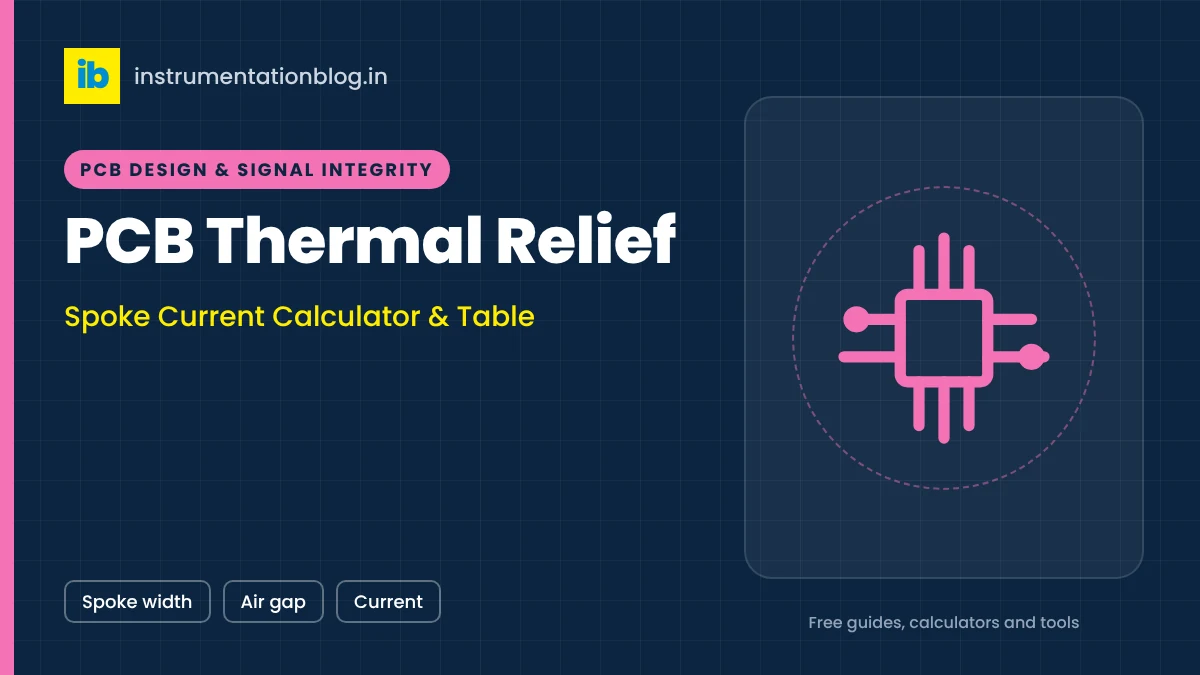 ib
instrumentationblog.in
PCB DESIGN & SIGNAL INTEGRITY
PCB Thermal Relief
Spoke Current Calculator & Table
Spoke width
Air gap
Current
Free guides, calculators and tools